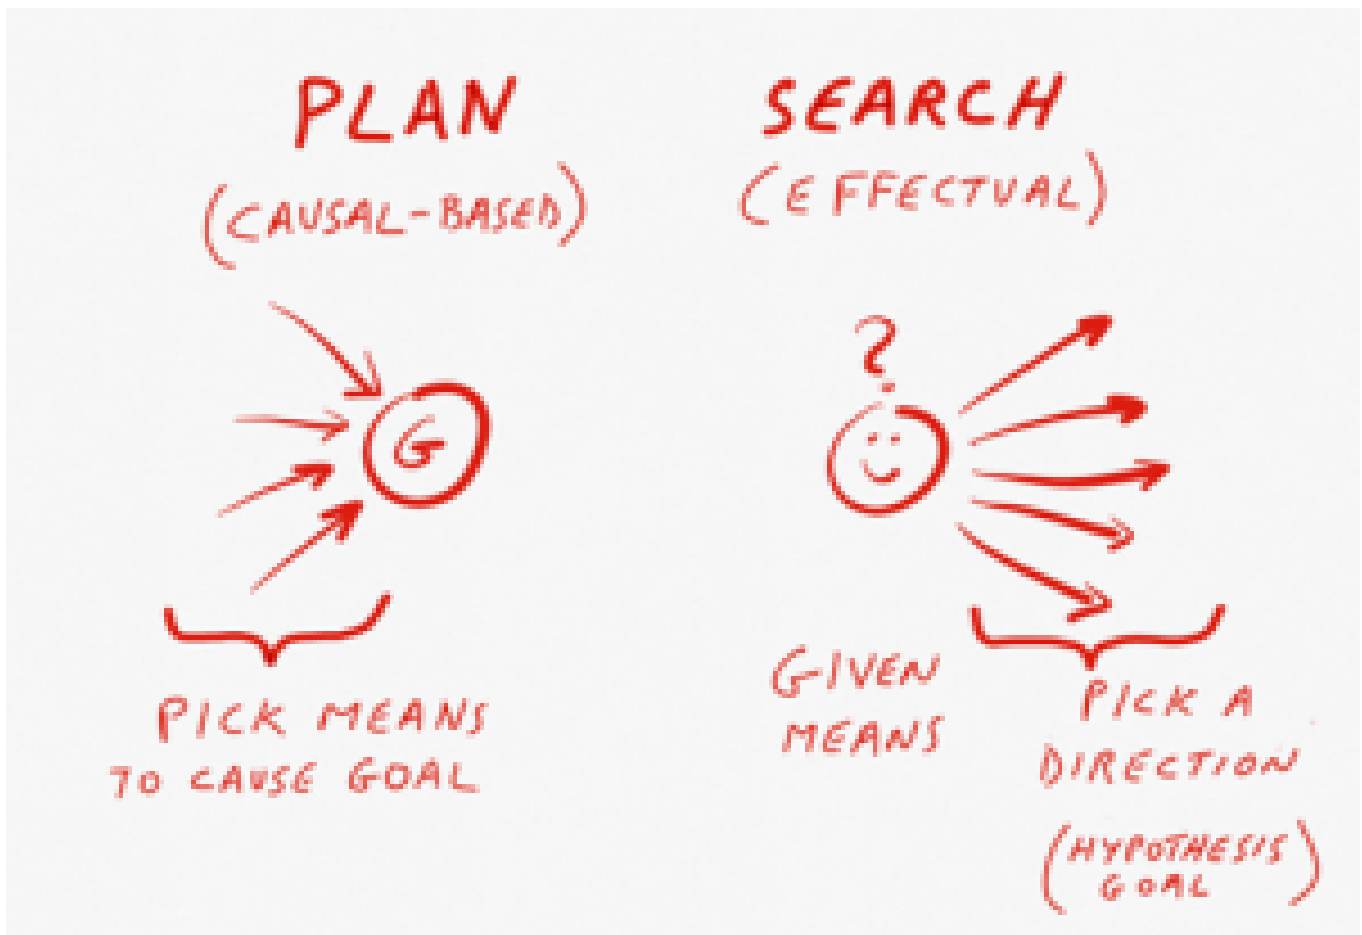 PLAN
(CAUSAL-BASED)
G
PICK MEANS
TO CAUSE GOAL
SEARCH
(EFFECTUAL)
?
GIVEN
MEANS
PICK A
DIRECTION
(HYPOTHESIS
GOAL)